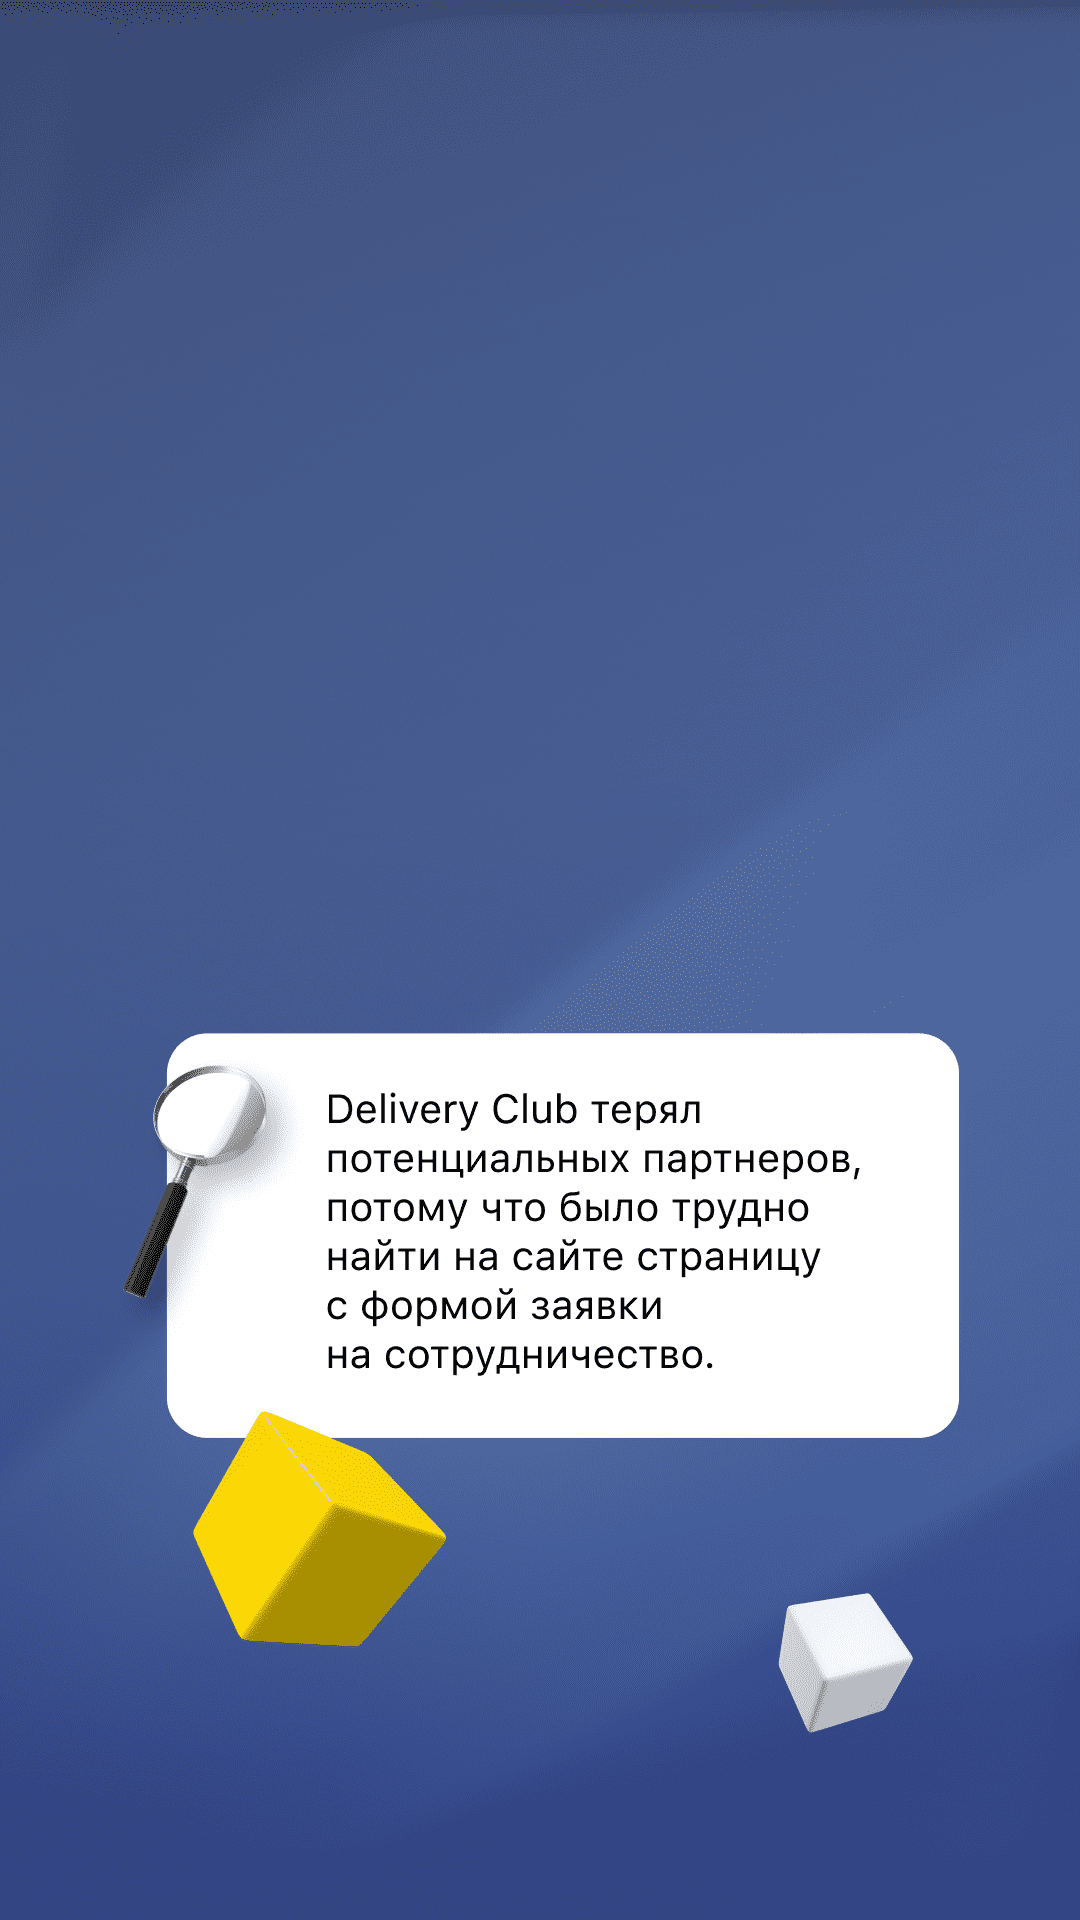 Delivery Club терял
потенциальных партнеров,
потому что было трудно
найти на сайте страницу
с формой заявки
на сотрудничество.